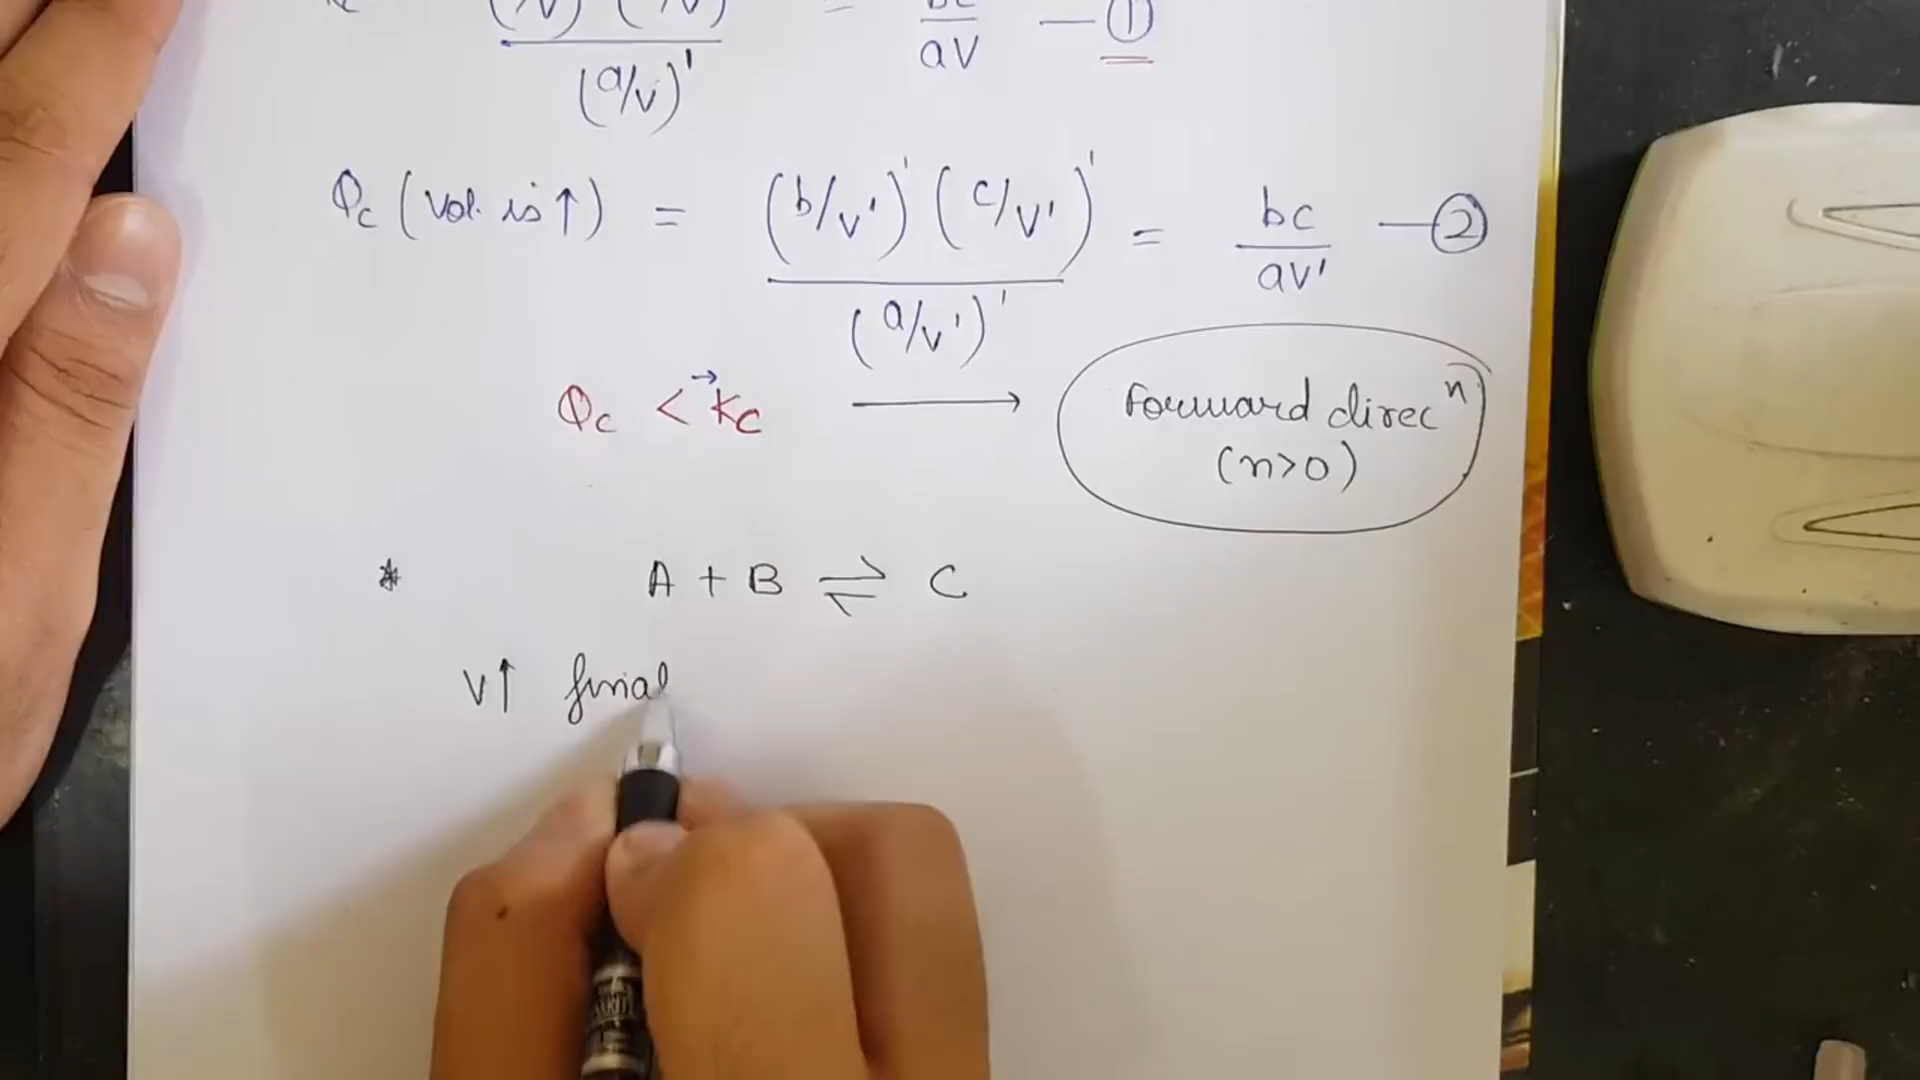 (a/v)' = bc/av — ①
Qc (vol. is ↑) = (b/v')' (c/v')' / (a/v')' = bc/av' — ②
Qc < Kc ⟶ Forward direcⁿ
(n>0)
* A + B ⇌ C
V↑ final